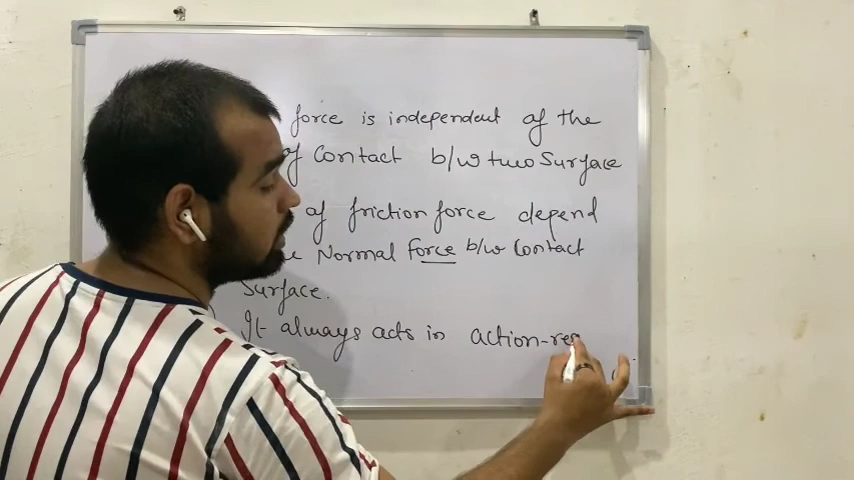 force is independent of the
of Contact b/w two Surface
of friction force depend
Normal force b/w Contact
Surface.
It always acts in action-rea